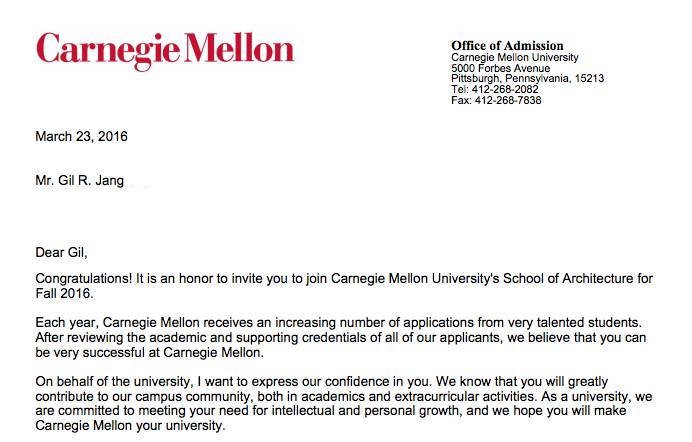 Carnegie Mellon
Office of Admission
Carnegie Mellon University
5000 Forbes Avenue
Pittsburgh, Pennsylvania, 15213
Tel: 412-268-2082
Fax: 412-268-7838
March 23, 2016
Mr. Gil R. Jang
Dear Gil,
Congratulations! It is an honor to invite you to join Carnegie Mellon University's School of Architecture for
Fall 2016.
Each year, Carnegie Mellon receives an increasing number of applications from very talented students.
After reviewing the academic and supporting credentials of all of our applicants, we believe that you can
be very successful at Carnegie Mellon.
On behalf of the university, I want to express our confidence in you. We know that you will greatly
contribute to our campus community, both in academics and extracurricular activities. As a university, we
are committed to meeting your need for intellectual and personal growth, and we hope you will make
Carnegie Mellon your university.